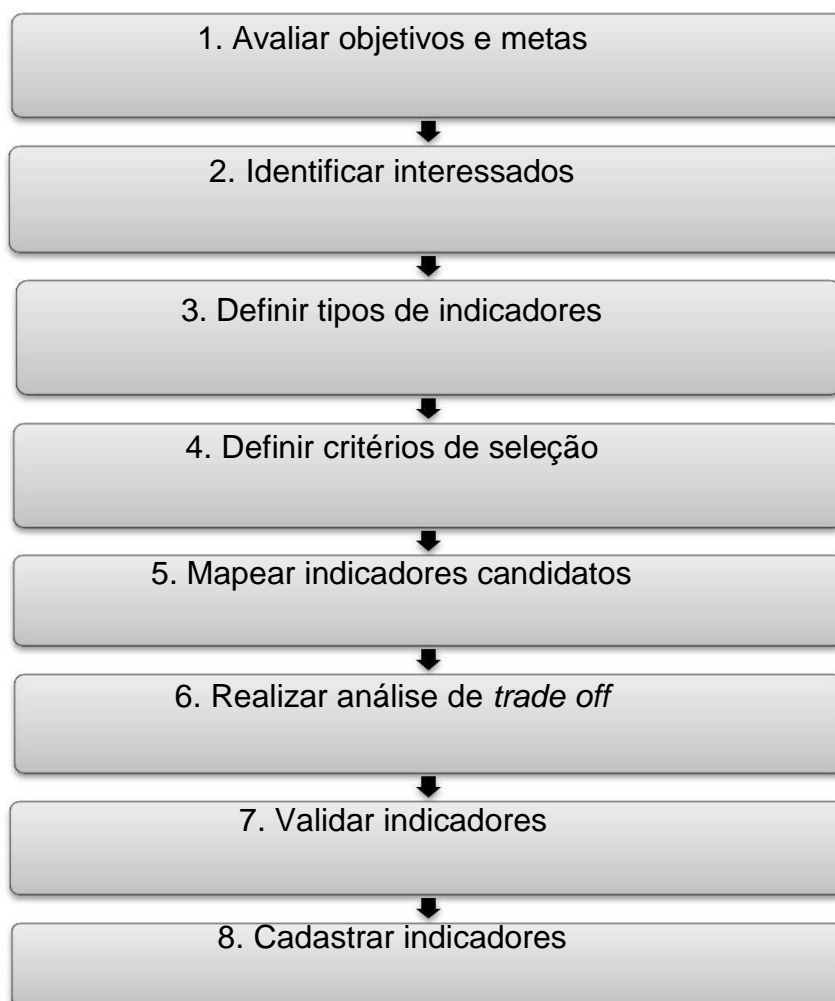 1. Avaliar objetivos e metas
2. Identificar interessados
3. Definir tipos de indicadores
4. Definir critérios de seleção
5. Mapear indicadores candidatos
6. Realizar análise de trade off
7. Validar indicadores
8. Cadastrar indicadores